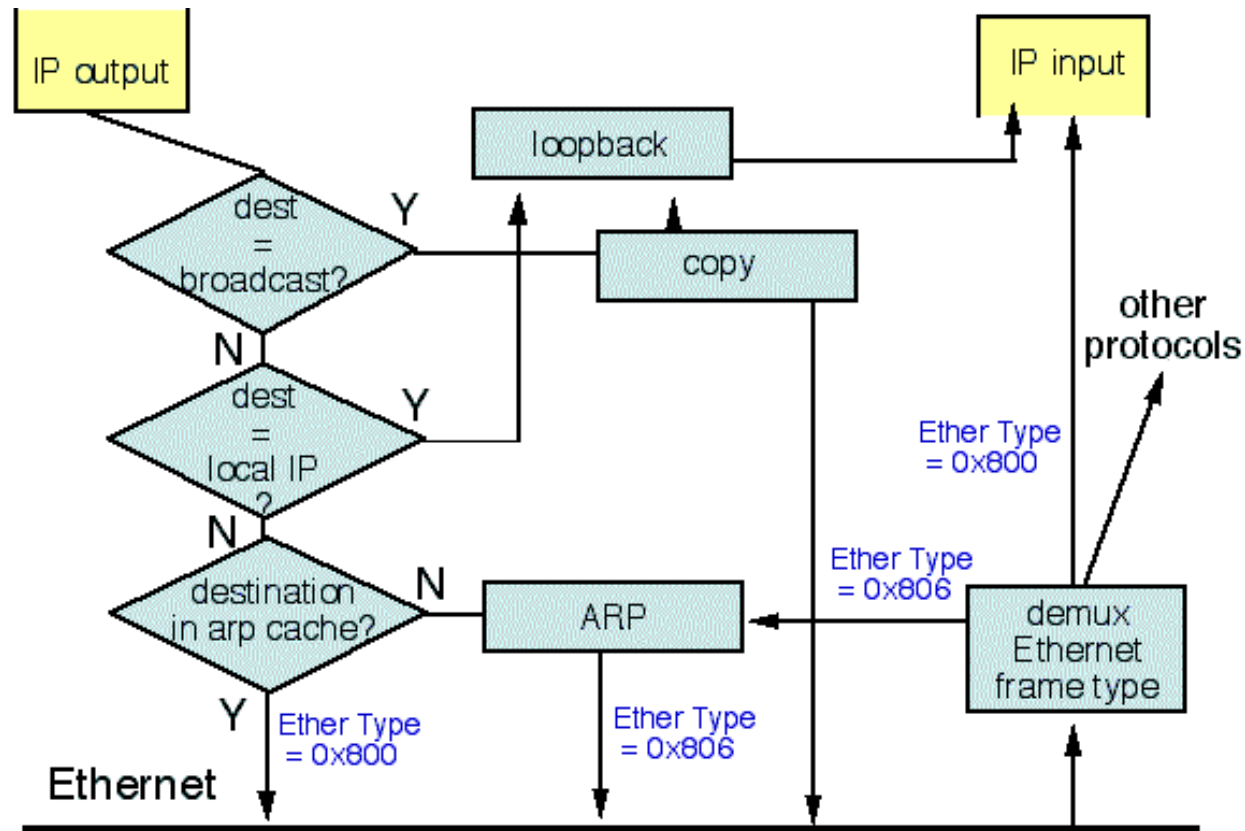 IP output
IP input
loopback
dest
=
broadcast?
Y
copy
other
protocols
N
dest
=
local IP
?
Y
Ether Type
= 0x800
N
destination
in arp cache?
N
ARP
Ether Type
= 0x806
demux
Ethernet
frame type
Y
Ether Type
= 0x800
Ether Type
= 0x806
Ethernet